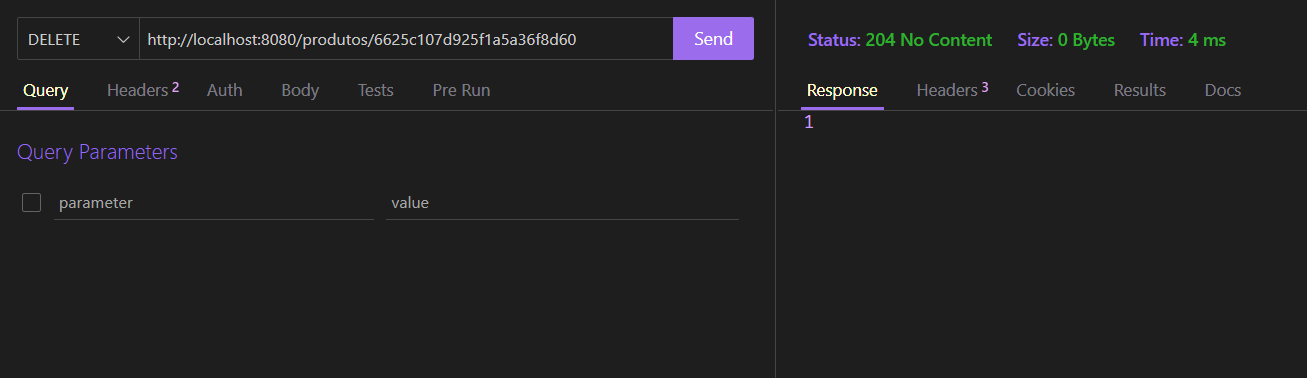 DELETE http://localhost:8080/produtos/6625c107d925f1a5a36f8d60 Send
Query Headers 2 Auth Body Tests Pre Run
Query Parameters
parameter value
Status: 204 No Content Size: 0 Bytes Time: 4 ms
Response Headers 3 Cookies Results Docs
1